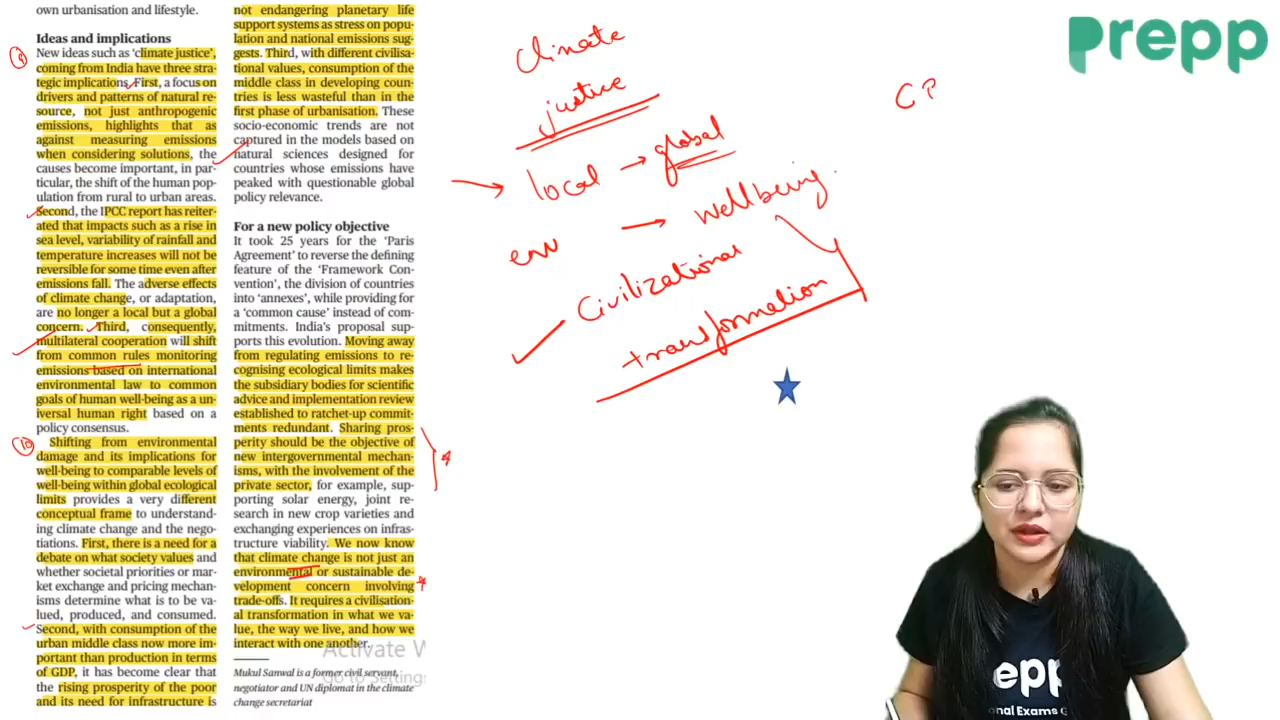 own urbanisation and lifestyle.
Ideas and implications
New ideas such as ‘climate justice’,
coming from India have three stra-
tegic implications. First, a focus on
drivers and patterns of natural re-
source, not just anthropogenic
emissions, highlights that as
against measuring emissions
when considering solutions, the
causes become important, in par-
ticular, the shift of the human pop-
ulation from rural to urban areas.
Second, the IPCC report has reiter-
ated that impacts such as a rise in
sea level, variability of rainfall and
temperature increases will not be
reversible for some time even after
emissions fall. The adverse effects
of climate change, or adaptation,
are no longer a local but a global
concern. Third, consequently,
multilateral cooperation will shift
from common rules monitoring
emissions based on international
environmental law to common
goals of human well-being as a un-
iversal human right based on a
policy consensus.
Shifting from environmental
damage and its implications for
well-being to comparable levels of
well-being within global ecological
limits provides a very different
conceptual frame to understand-
ing climate change and the nego-
tiations. First, there is a need for a
debate on what society values and
whether societal priorities or mar-
ket exchange and pricing mechan-
isms determine what is to be va-
lued, produced, and consumed.
Second, with consumption of the
urban middle class now more im-
portant than production in terms
of GDP, it has become clear that
the rising prosperity of the poor
and its need for infrastructure is
not endangering planetary life
support systems as stress on popu-
lation and national emissions sug-
gests. Third, with different civilisa-
tional values, consumption of the
middle class in developing coun-
tries is less wasteful than in the
first phase of urbanisation. These
socio-economic trends are not
captured in the models based on
natural sciences designed for
countries whose emissions have
peaked with questionable global
policy relevance.
For a new policy objective
It took 25 years for the ‘Paris
Agreement’ to reverse the defining
feature of the ‘Framework Con-
vention’, the division of countries
into ‘annexes’, while providing for
a ‘common cause’ instead of com-
mitments. India’s proposal sup-
ports this evolution. Moving away
from regulating emissions to re-
cognising ecological limits makes
the subsidiary bodies for scientific
advice and implementation review
established to ratchet-up commit-
ments redundant. Sharing pros-
perity should be the objective of
new intergovernmental mechan-
isms, with the involvement of the
private sector, for example, sup-
porting solar energy, joint re-
search in new crop varieties and
exchanging experiences on infras-
tructure viability. We now know
that climate change is not just an
environmental or sustainable de-
velopment concern involving
trade-offs. It requires a civilisation-
al transformation in what we va-
lue, the way we live, and how we
interact with one another.
Mukul Sanwal is a former civil servant,
negotiator and UN diplomat in the climate
change secretariat
Activate W
Go to Settings
9
10
climate
justice
local → global
env → wellbeing
Civilizational
transformation
prepp
epp
onal Exams G